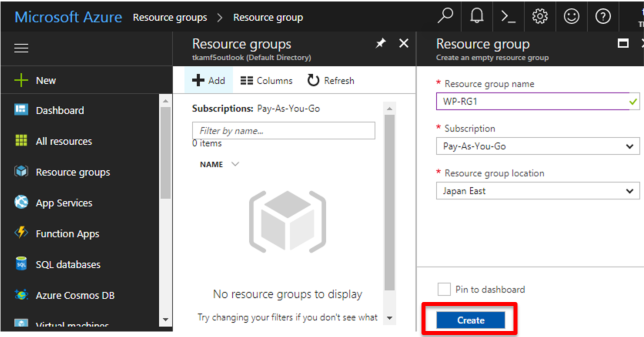 Microsoft Azure Resource groups > Resource group
Resource groups
tkamf5outlook (Default Directory)
Resource group
Create an empty resource group
New
Dashboard
All resources
Resource groups
App Services
Function Apps
SQL databases
Azure Cosmos DB
Virtual machines
Add Columns Refresh
Subscriptions: Pay-As-You-Go
Filter by name...
0 items
NAME
No resource groups to display
Try changing your filters if you don't see what
* Resource group name
WP-RG1
* Subscription
Pay-As-You-Go
* Resource group location
Japan East
Pin to dashboard
Create